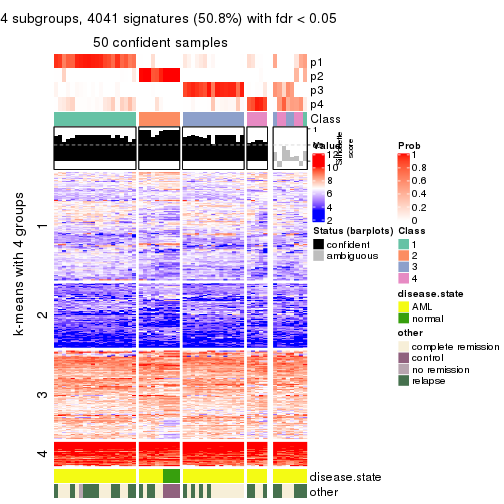 4 subgroups, 4041 signatures (50.8%) with fdr < 0.05
50 confident samples
p1
p2
p3
p4
Class
1
Silhouette
score
k-means with 4 groups
1
2
3
4
disease.state
other
Value
10
8
6
4
2
Prob
1
0.8
0.6
0.4
0.2
0
Status (barplots)
confident
ambiguous
Class
1
2
3
4
disease.state
AML
normal
other
complete remission
control
no remission
relapse